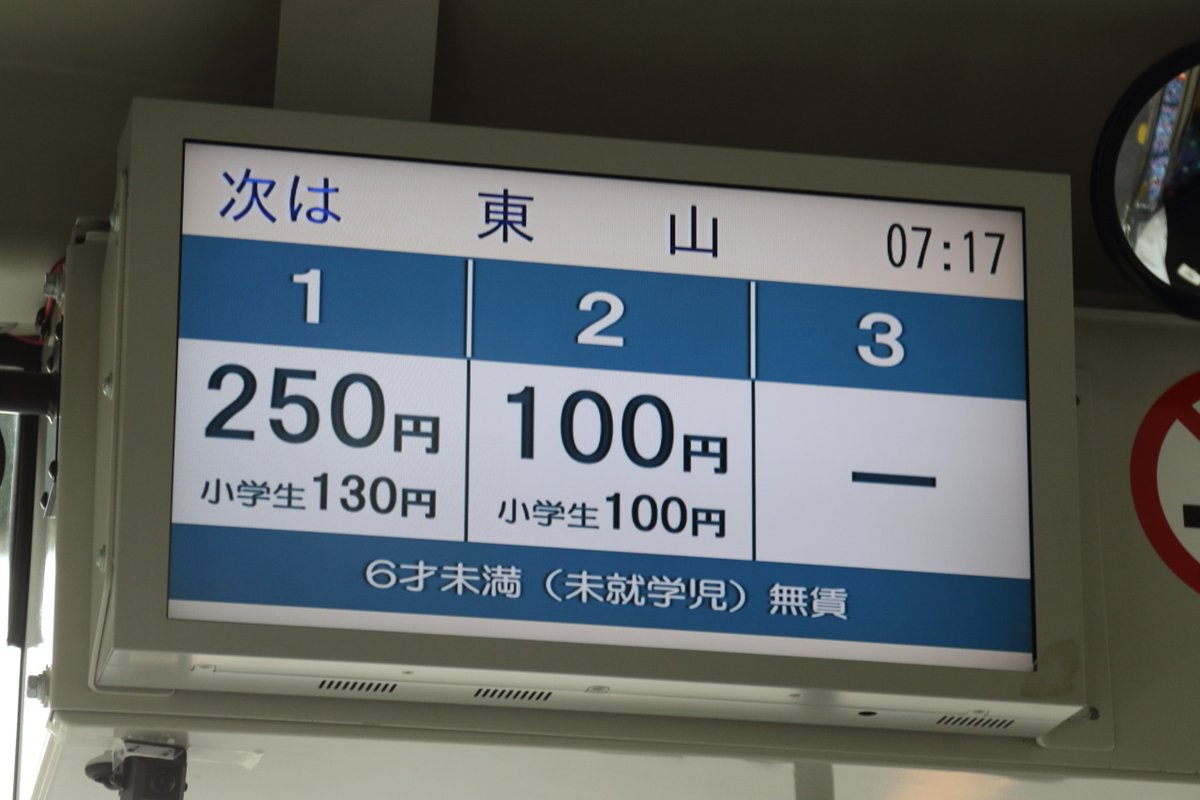 次は 東山 07:17
1 2 3
250円 100円 ー
小学生130円 小学生100円
6才未満（未就学児）無賃